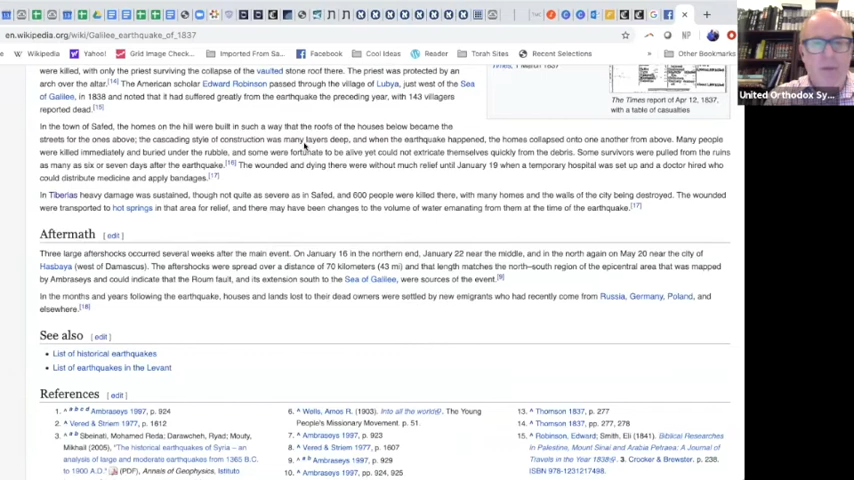 en.wikipedia.org/wiki/Galilee_earthquake_of_1837
Wikipedia Yahoo! Grid Image Check... Imported From Sa... Facebook Cool Ideas Reader Torah Sites Recent Selections Other Bookmarks
NP
United Orthodox Sy...
were killed, with only the priest surviving the collapse of the vaulted stone roof there. The priest was protected by an
arch over the altar.[14] The American scholar Edward Robinson passed through the village of Lubya, just west of the Sea
of Galilee, in 1838 and noted that it had suffered greatly from the earthquake the preceding year, with 143 villagers
reported dead.[15]
Times, 1 March 1837
The Times report of Apr 12, 1837,
with a table of casualties
In the town of Safed, the homes on the hill were built in such a way that the roofs of the houses below became the
streets for the ones above; the cascading style of construction was many layers deep, and when the earthquake happened, the homes collapsed onto one another from above. Many people
were killed immediately and buried under the rubble, and some were fortunate to be alive yet could not extricate themselves quickly from the debris. Some survivors were pulled from the ruins
as many as six or seven days after the earthquake.[16] The wounded and dying there were without much relief until January 19 when a temporary hospital was set up and a doctor hired who
could distribute medicine and apply bandages.[17]
In Tiberias heavy damage was sustained, though not quite as severe as in Safed, and 600 people were killed there, with many homes and the walls of the city being destroyed. The wounded
were transported to hot springs in that area for relief, and there may have been changes to the volume of water emanating from them at the time of the earthquake.[17]
Aftermath [ edit ]
Three large aftershocks occurred several weeks after the main event. On January 16 in the northern end, January 22 near the middle, and in the north again on May 20 near the city of
Hasbaya (west of Damascus). The aftershocks were spread over a distance of 70 kilometers (43 mi) and that length matches the north–south region of the epicentral area that was mapped
by Ambraseys and could indicate that the Roum fault, and its extension south to the Sea of Galilee, were sources of the event.[9]
In the months and years following the earthquake, houses and lands lost to their dead owners were settled by new emigrants who had recently come from Russia, Germany, Poland, and
elsewhere.[18]
See also [ edit ]
• List of historical earthquakes
• List of earthquakes in the Levant
References [ edit ]
1. ^ a b c d Ambraseys 1997, p. 924
2. ^ Vered & Striem 1977, p. 1612
3. ^ a b Sbeinati, Mohamed Reda; Darawcheh, Ryad; Mouty,
Mikhail (2005), "The historical earthquakes of Syria – an
analysis of large and moderate earthquakes from 1365 B.C.
to 1900 A.D." (PDF), Annals of Geophysics, Istituto
6. ^ Wells, Amos R. (1903). Into all the world. The Young
People's Missionary Movement. p. 51.
7. ^ Ambraseys 1997, p. 923
8. ^ Vered & Striem 1977, p. 1607
9. ^ a b Ambraseys 1997, p. 929
10. ^ Ambraseys 1997, pp. 924, 925
13. ^ Thomson 1837, p. 277
14. ^ Thomson 1837, pp. 277, 278
15. ^ Robinson, Edward; Smith, Eli (1841). Biblical Researches
in Palestine, Mount Sinai and Arabia Petraea: A Journal of
Travels in the Year 1838. 3. Crocker & Brewster. p. 238.
ISBN 978-1231217498.